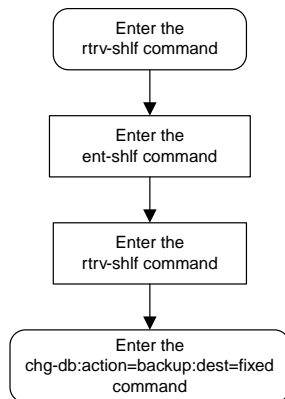 Enter the
rtrv-shlf command
Enter the
ent-shlf command
Enter the
rtrv-shlf command
Enter the
chg-db:action=backup:dest=fixed
command